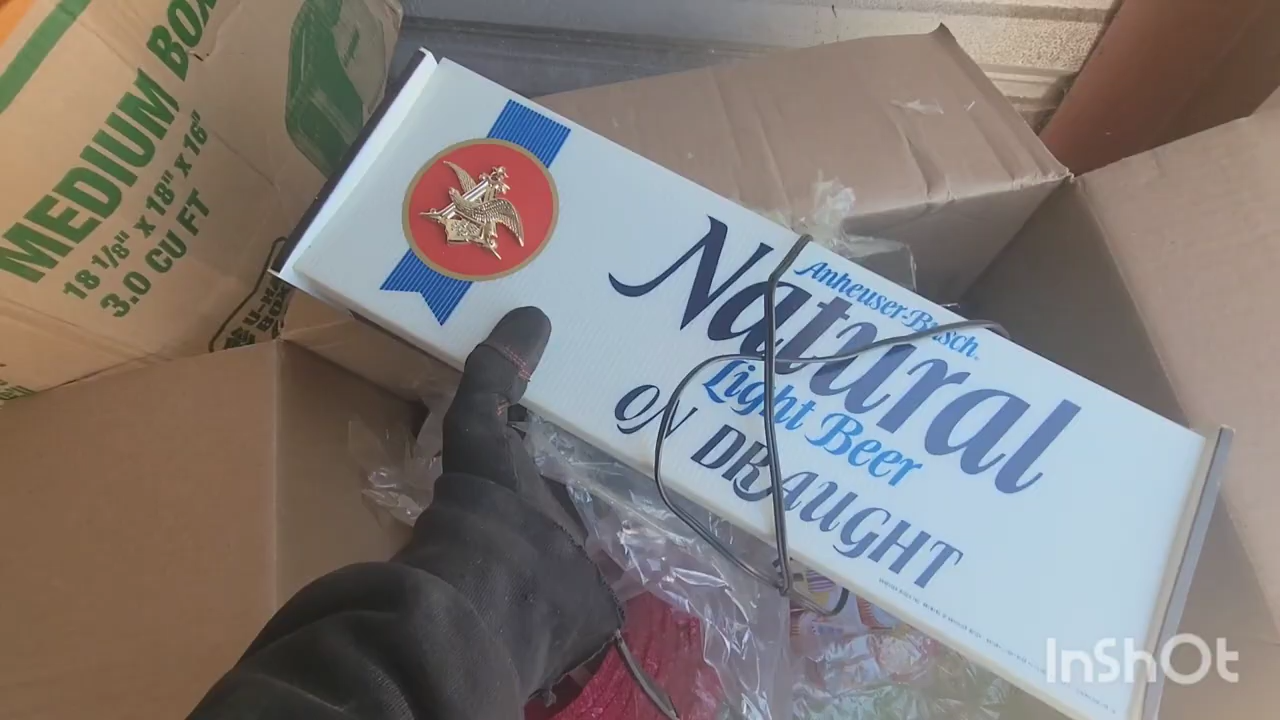 MEDIUM BOX
18 1/8" x 18" x 16"
3.0 CU FT
Anheuser-Busch
Natural
Light Beer
ON DRAUGHT
InShOt